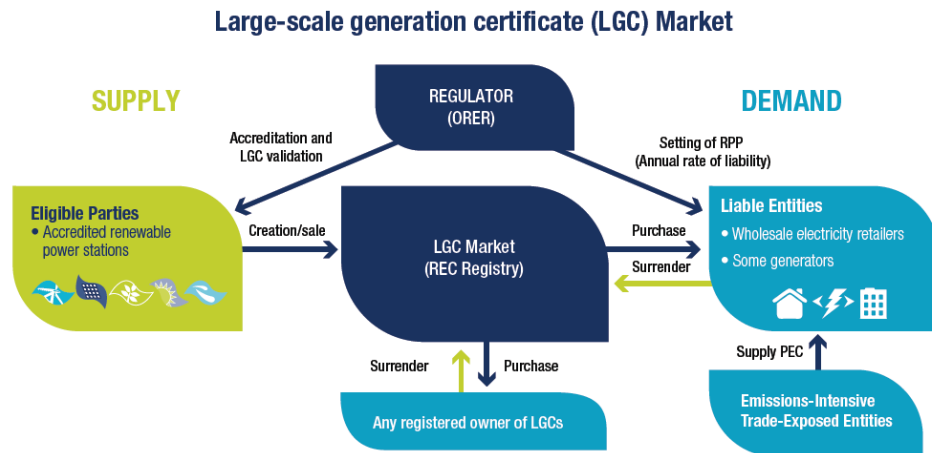 Large-scale generation certificate (LGC) Market
SUPPLY
REGULATOR
(ORER)
DEMAND
Accreditation and
LGC validation
Setting of RPP
(Annual rate of liability)
Eligible Parties
• Accredited renewable
power stations
Creation/sale
LGC Market
(REC Registry)
Purchase
Surrender
Liable Entities
• Wholesale electricity retailers
• Some generators
Surrender
Purchase
Supply PEC
Any registered owner of LGCs
Emissions-Intensive
Trade-Exposed Entities